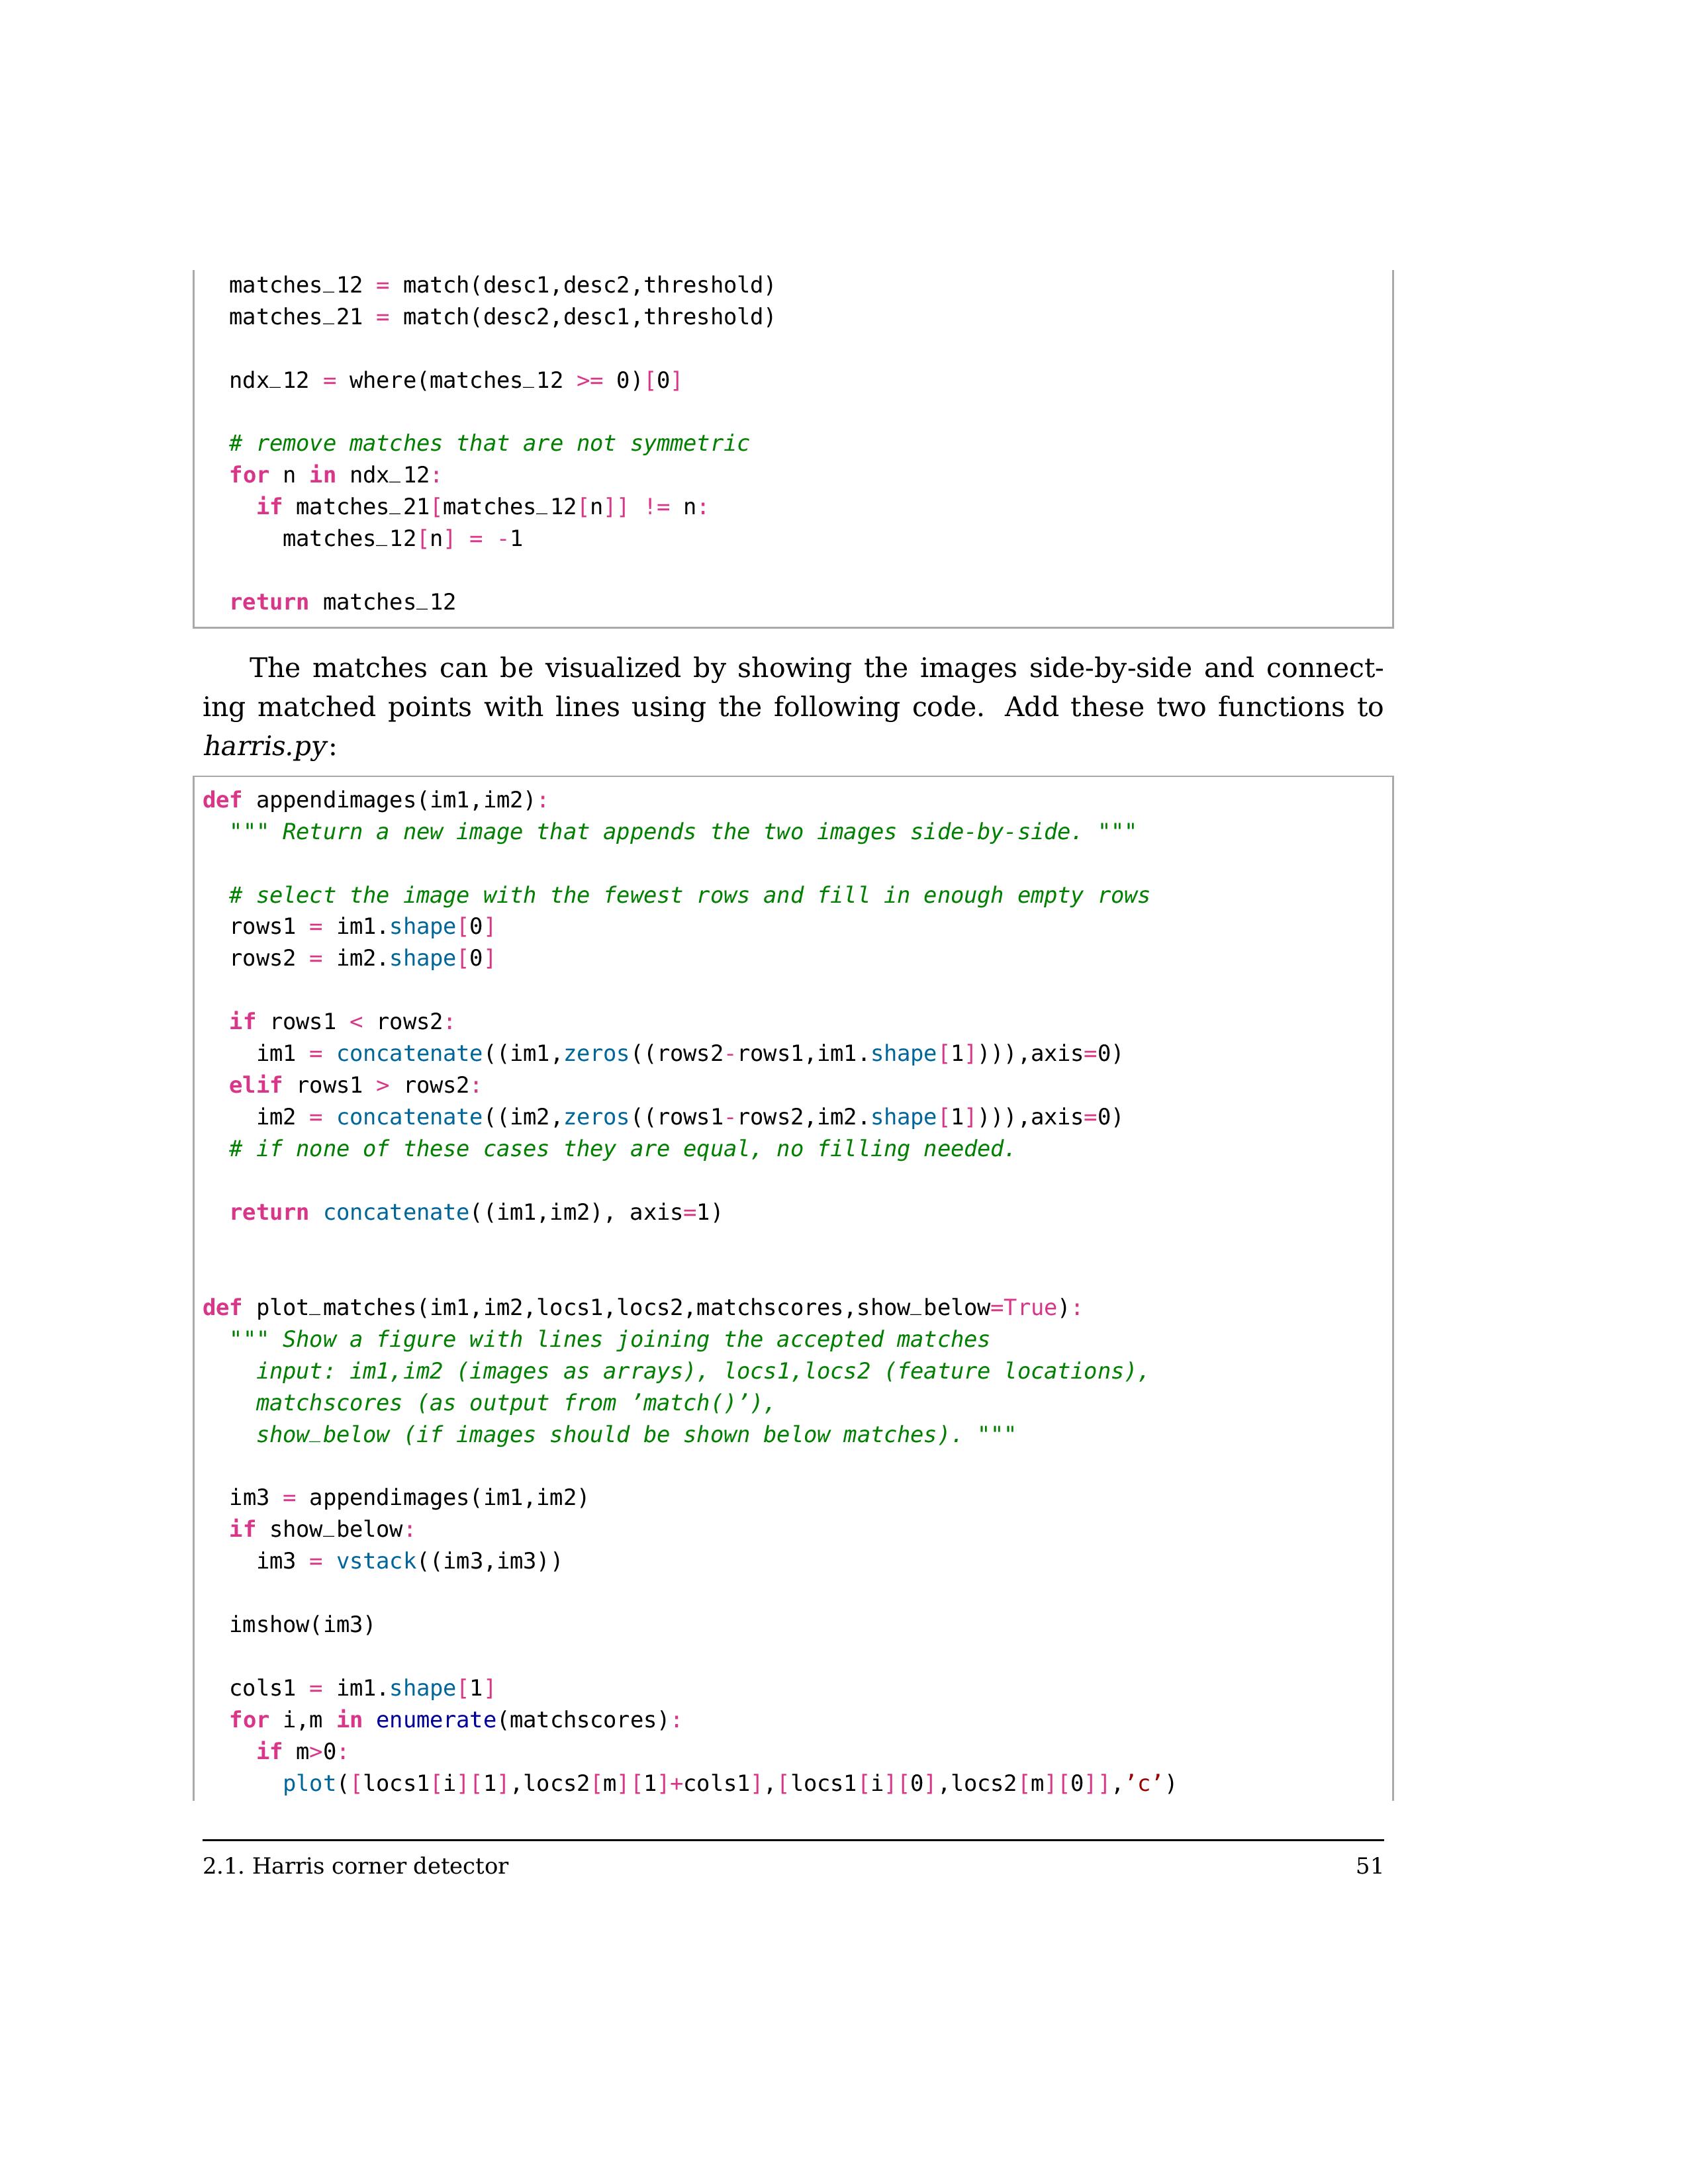 matches_12 = match(desc1,desc2,threshold)
matches_21 = match(desc2,desc1,threshold)
ndx_12 = where(matches_12 >= 0)[0]
# remove matches that are not symmetric
for n in ndx_12:
if matches_21[matches_12[n]] != n:
matches_12[n] = -1
return matches_12
The matches can be visualized by showing the images side-by-side and connect-
ing matched points with lines using the following code. Add these two functions to
harris.py:
def appendimages(im1,im2):
""" Return a new image that appends the two images side-by-side. """
# select the image with the fewest rows and fill in enough empty rows
rows1 = im1.shape[0]
rows2 = im2.shape[0]
if rows1 < rows2:
im1 = concatenate((im1,zeros((rows2-rows1,im1.shape[1]))),axis=0)
elif rows1 > rows2:
im2 = concatenate((im2,zeros((rows1-rows2,im2.shape[1]))),axis=0)
# if none of these cases they are equal, no filling needed.
return concatenate((im1,im2), axis=1)
def plot_matches(im1,im2,locs1,locs2,matchscores,show_below=True):
""" Show a figure with lines joining the accepted matches
input: im1,im2 (images as arrays), locs1,locs2 (feature locations),
matchscores (as output from ’match()’),
show_below (if images should be shown below matches). """
im3 = appendimages(im1,im2)
if show_below:
im3 = vstack((im3,im3))
imshow(im3)
cols1 = im1.shape[1]
for i,m in enumerate(matchscores):
if m>0:
plot([locs1[i][1],locs2[m][1]+cols1],[locs1[i][0],locs2[m][0]],’c’)
2.1. Harris corner detector 51